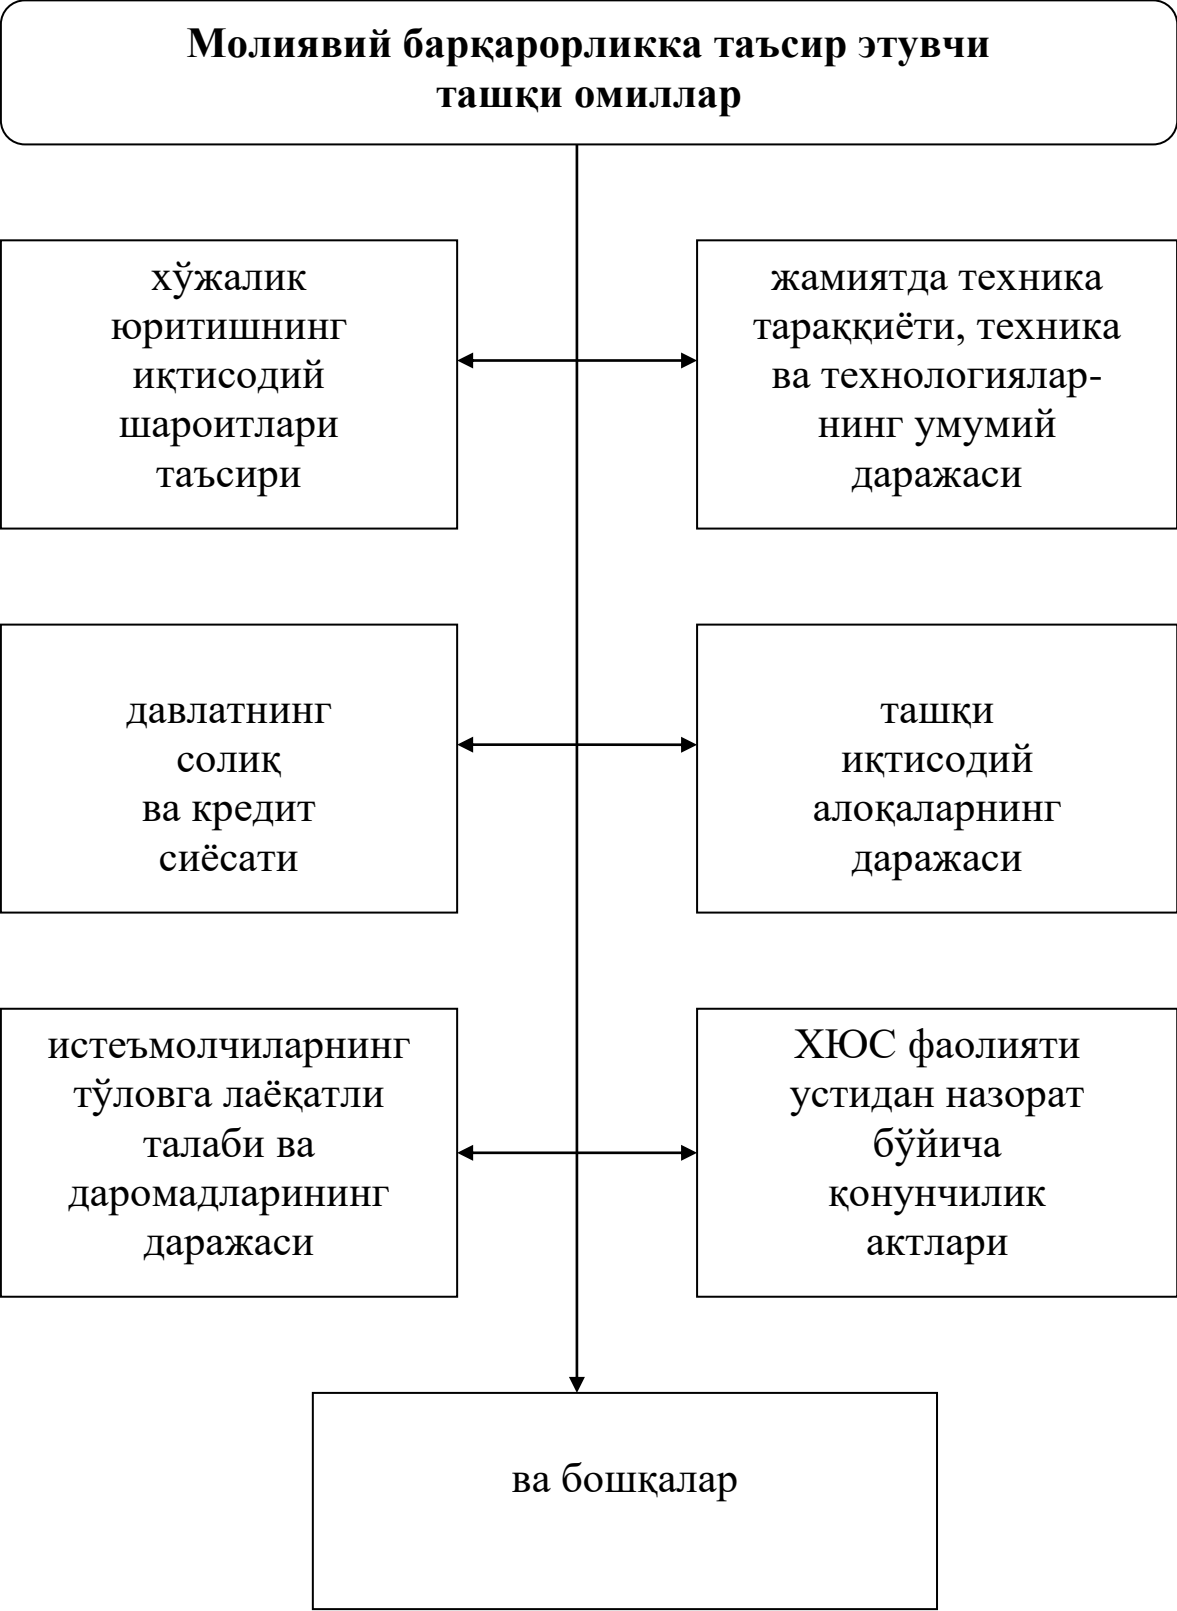 Молиявий барқарорликка таъсир этувчи
ташқи омиллар
хўжалик
юритишнинг
иқтисодий
шароитлари
таъсири
жамиятда техника
тараққиёти, техника
ва технологиялар-
нинг умумий
даражаси
давлатнинг
солиқ
ва кредит
сиёсати
ташқи
иқтисодий
алоқаларнинг
даражаси
истеъмолчиларнинг
тўловга лаёқатли
талаби ва
даромадларининг
даражаси
ХЮС фаолияти
устидан назорат
бўйича
қонунчилик
актлари
ва бошқалар